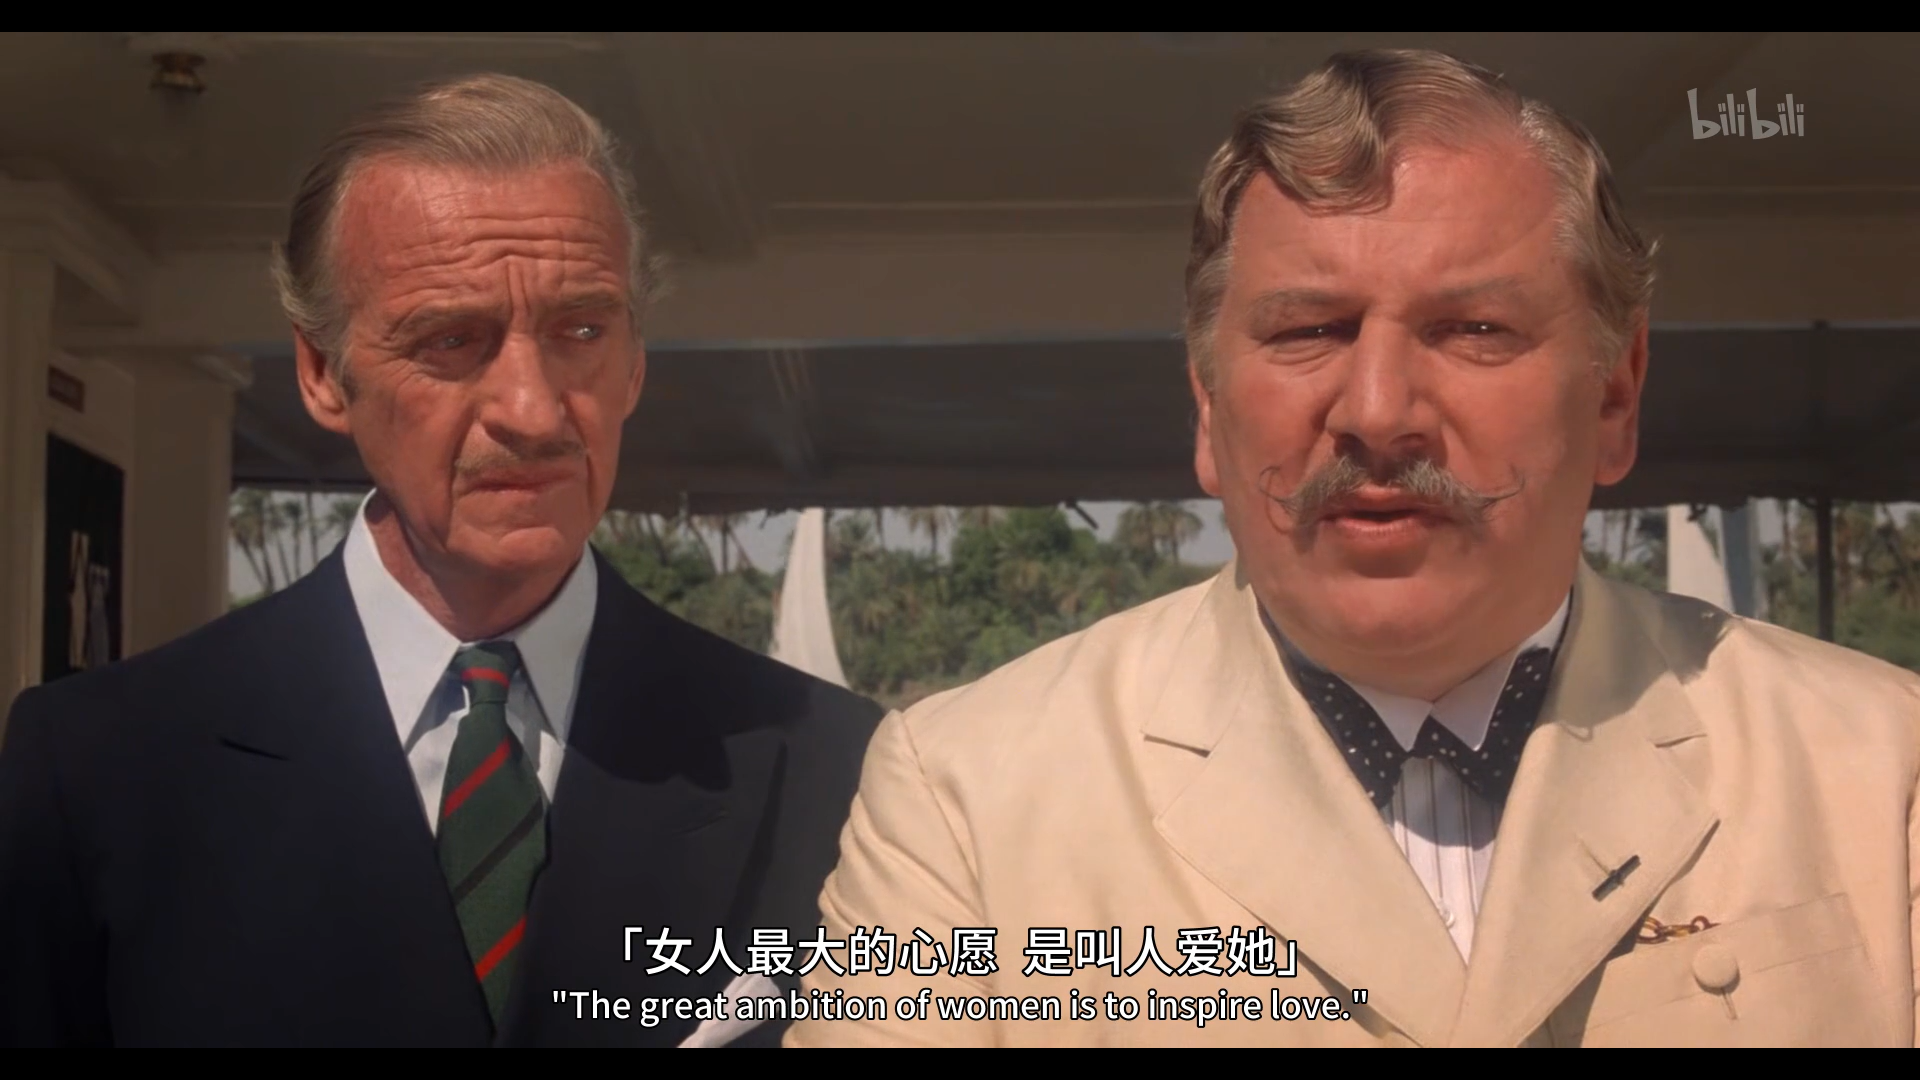 bilibili
「女人最大的心愿 是叫人爱她」
"The great ambition of women is to inspire love."